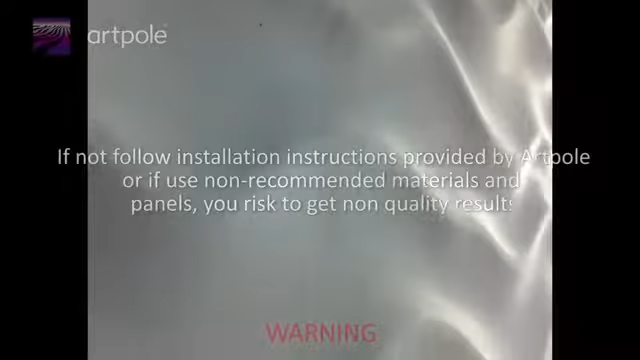 artpole
If not follow installation instructions provided by Artpole
or if use non-recommended materials and
panels, you risk to get non quality results
WARNING